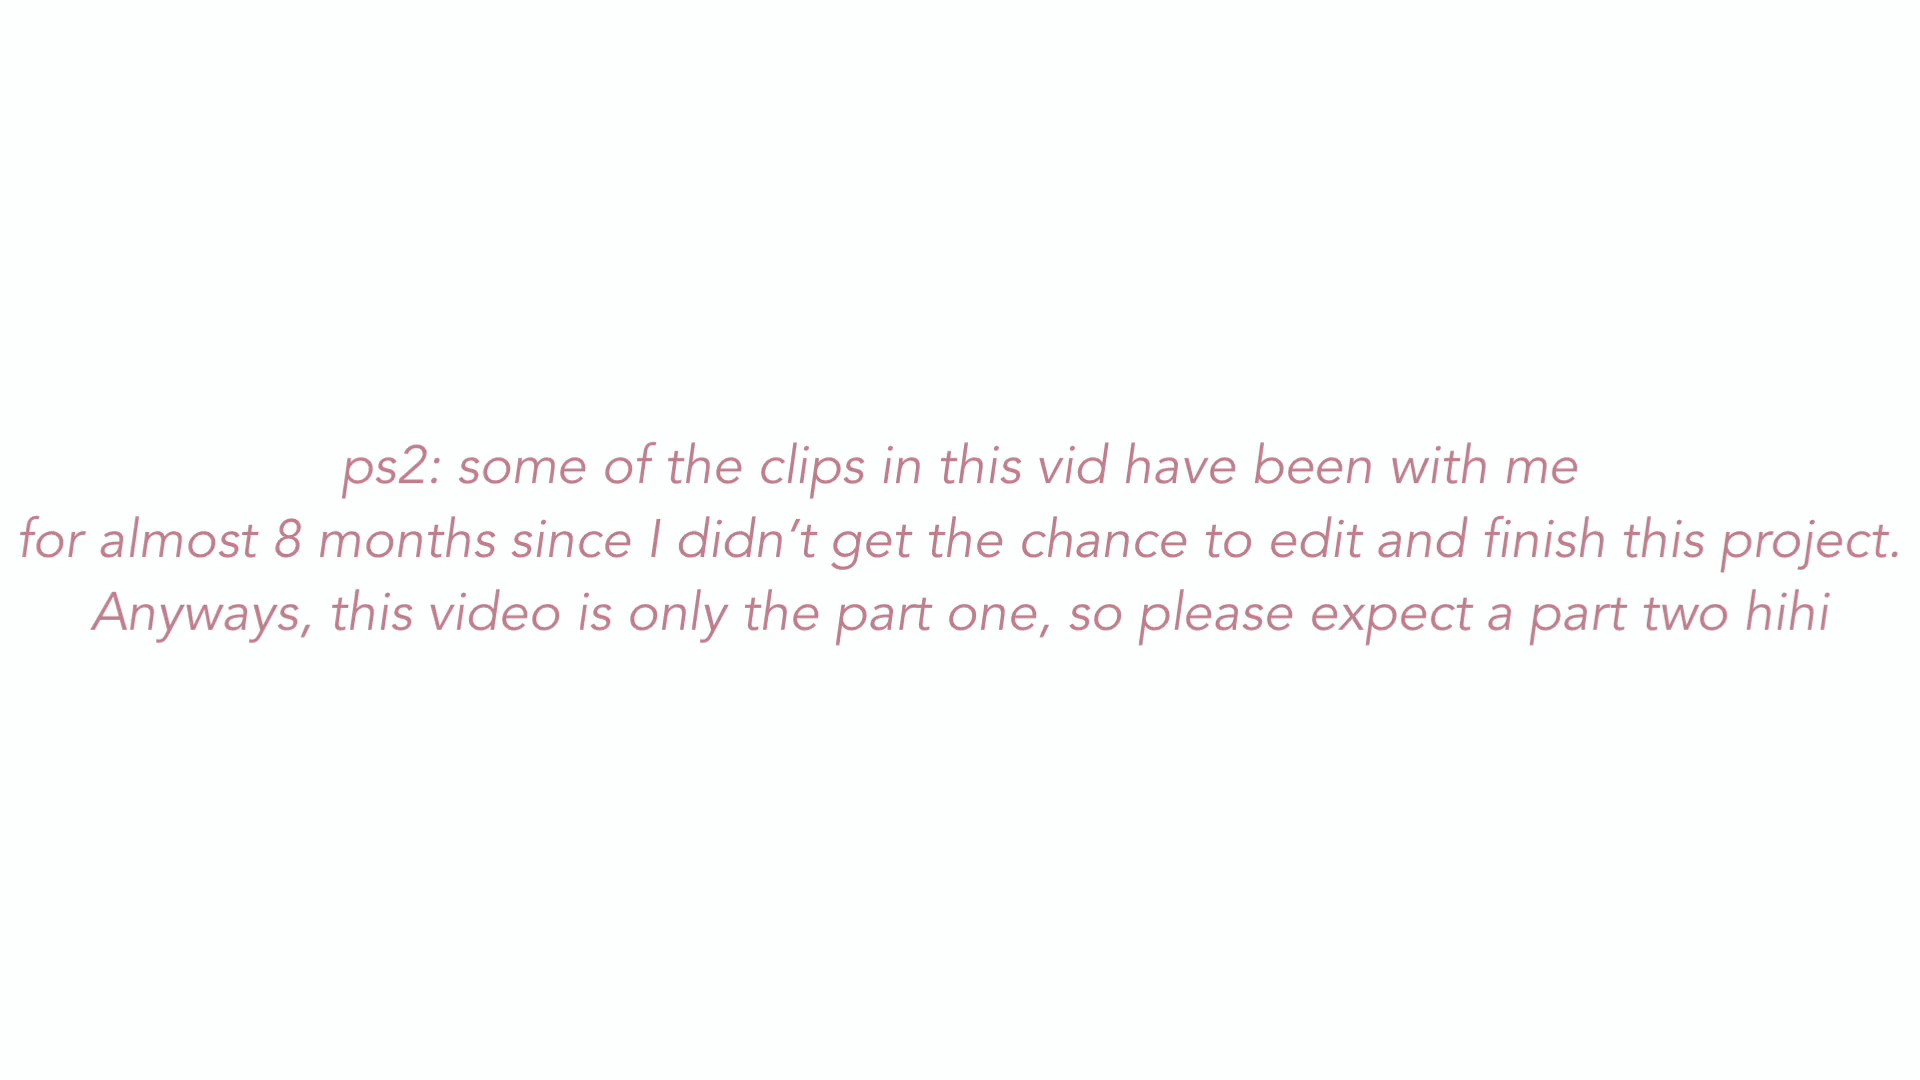 ps2: some of the clips in this vid have been with me
for almost 8 months since I didn’t get the chance to edit and finish this project.
Anyways, this video is only the part one, so please expect a part two hihi